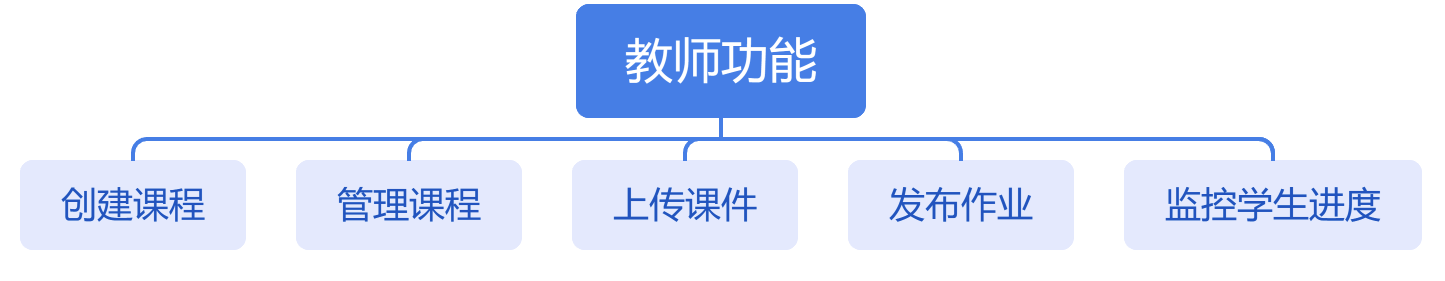 教师功能
创建课程
管理课程
上传课件
发布作业
监控学生进度